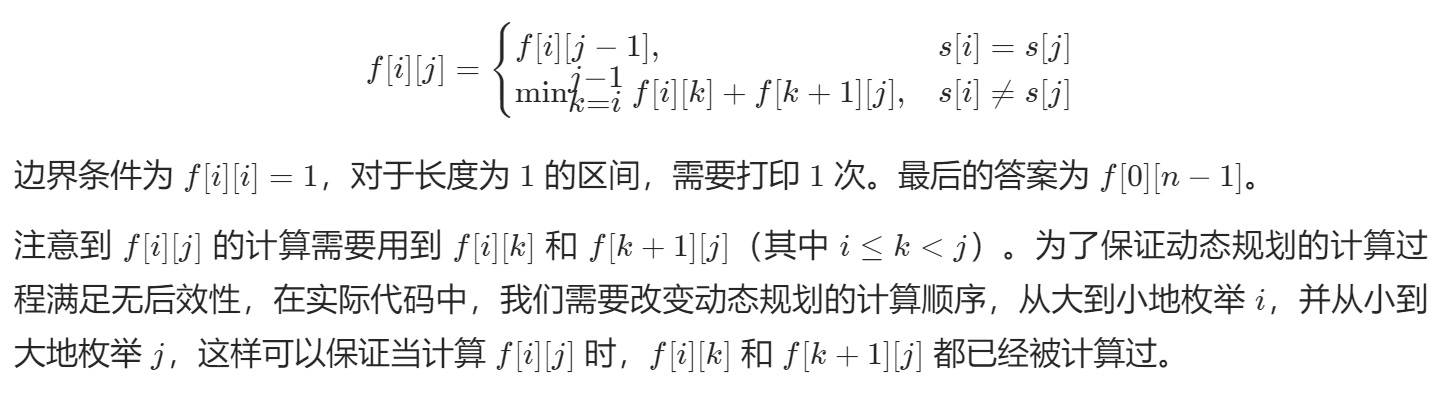 f[i][j] = { f[i][j − 1], s[i] = s[j]
min_{k=i}^{j−1} f[i][k] + f[k + 1][j], s[i] ≠ s[j]
边界条件为 f[i][i] = 1，对于长度为 1 的区间，需要打印 1 次。最后的答案为 f[0][n − 1]。
注意到 f[i][j] 的计算需要用到 f[i][k] 和 f[k + 1][j]（其中 i ≤ k < j）。为了保证动态规划的计算过
程满足无后效性，在实际代码中，我们需要改变动态规划的计算顺序，从大到小地枚举 i，并从小到
大地枚举 j，这样可以保证当计算 f[i][j] 时，f[i][k] 和 f[k + 1][j] 都已经被计算过。